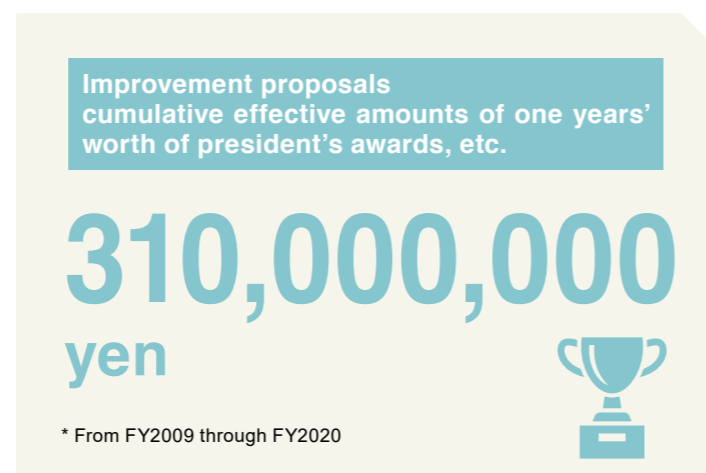 Improvement proposals
cumulative effective amounts of one years’
worth of president’s awards, etc.
310,000,000
yen
* From FY2009 through FY2020